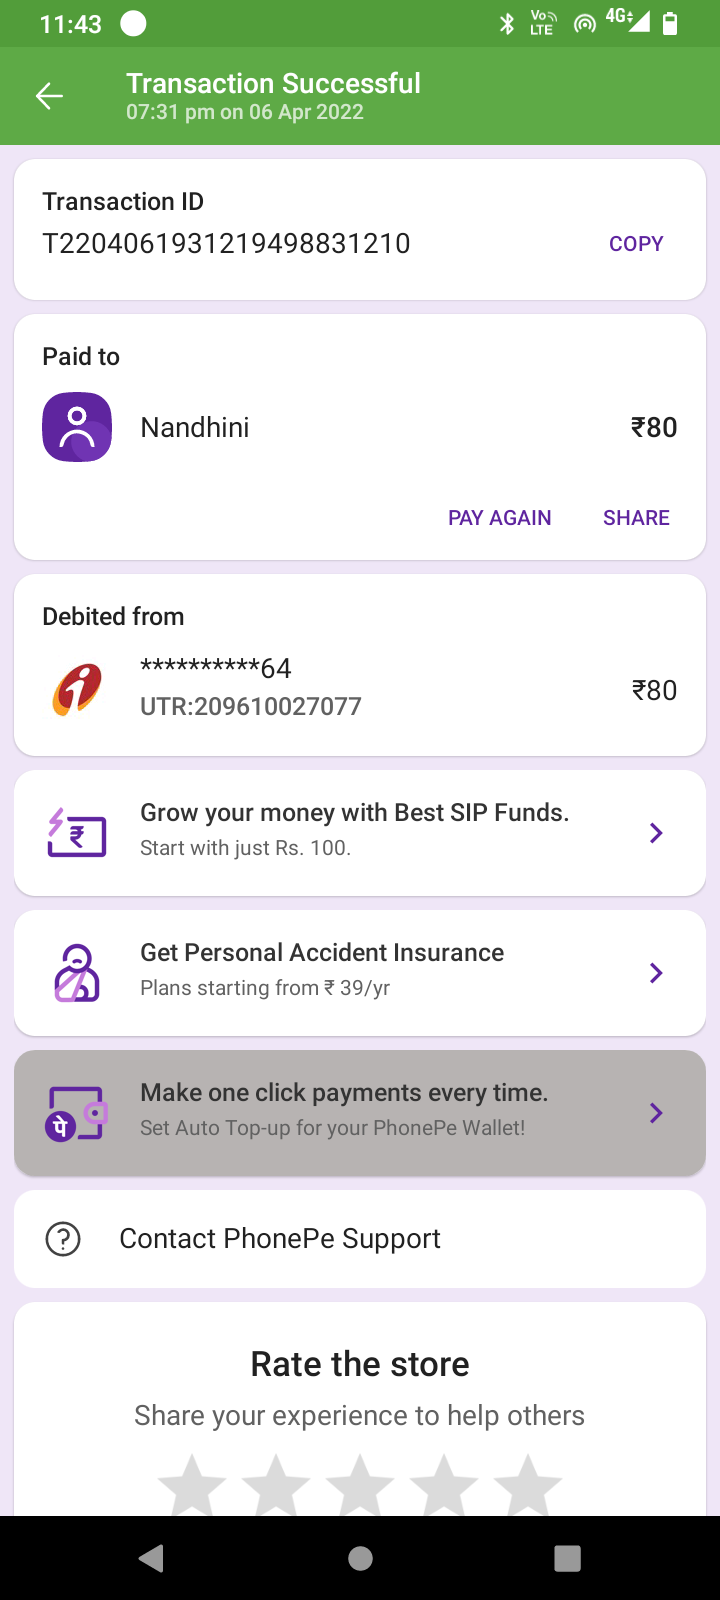 11:43
Vo
LTE
4G
Transaction Successful
07:31 pm on 06 Apr 2022
Transaction ID
T2204061931219498831210
COPY
Paid to
Nandhini
₹80
PAY AGAIN
SHARE
Debited from
**********64
UTR:209610027077
₹80
Grow your money with Best SIP Funds.
Start with just Rs. 100.
Get Personal Accident Insurance
Plans starting from ₹ 39/yr
Make one click payments every time.
Set Auto Top-up for your PhonePe Wallet!
पे
Contact PhonePe Support
Rate the store
Share your experience to help others